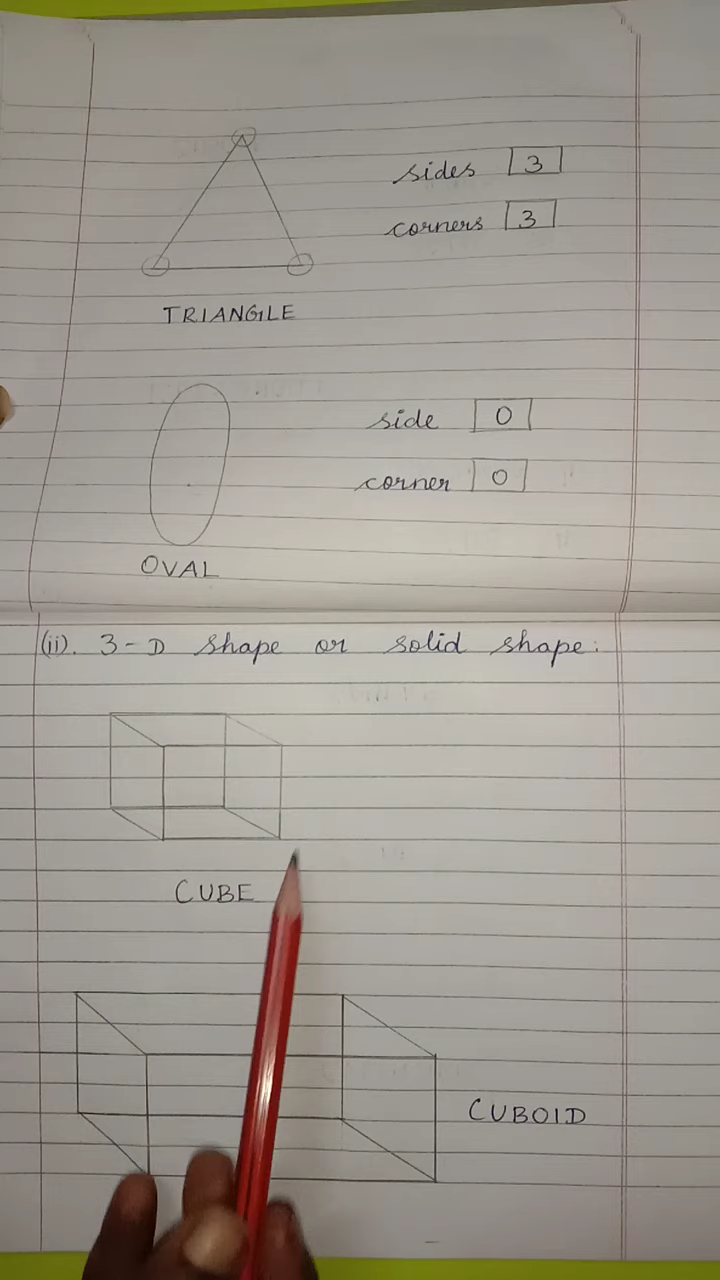 sides 3
corners 3
TRIANGLE
side 0
corner 0
OVAL
(ii). 3-D shape or solid shape:
CUBE
CUBOID